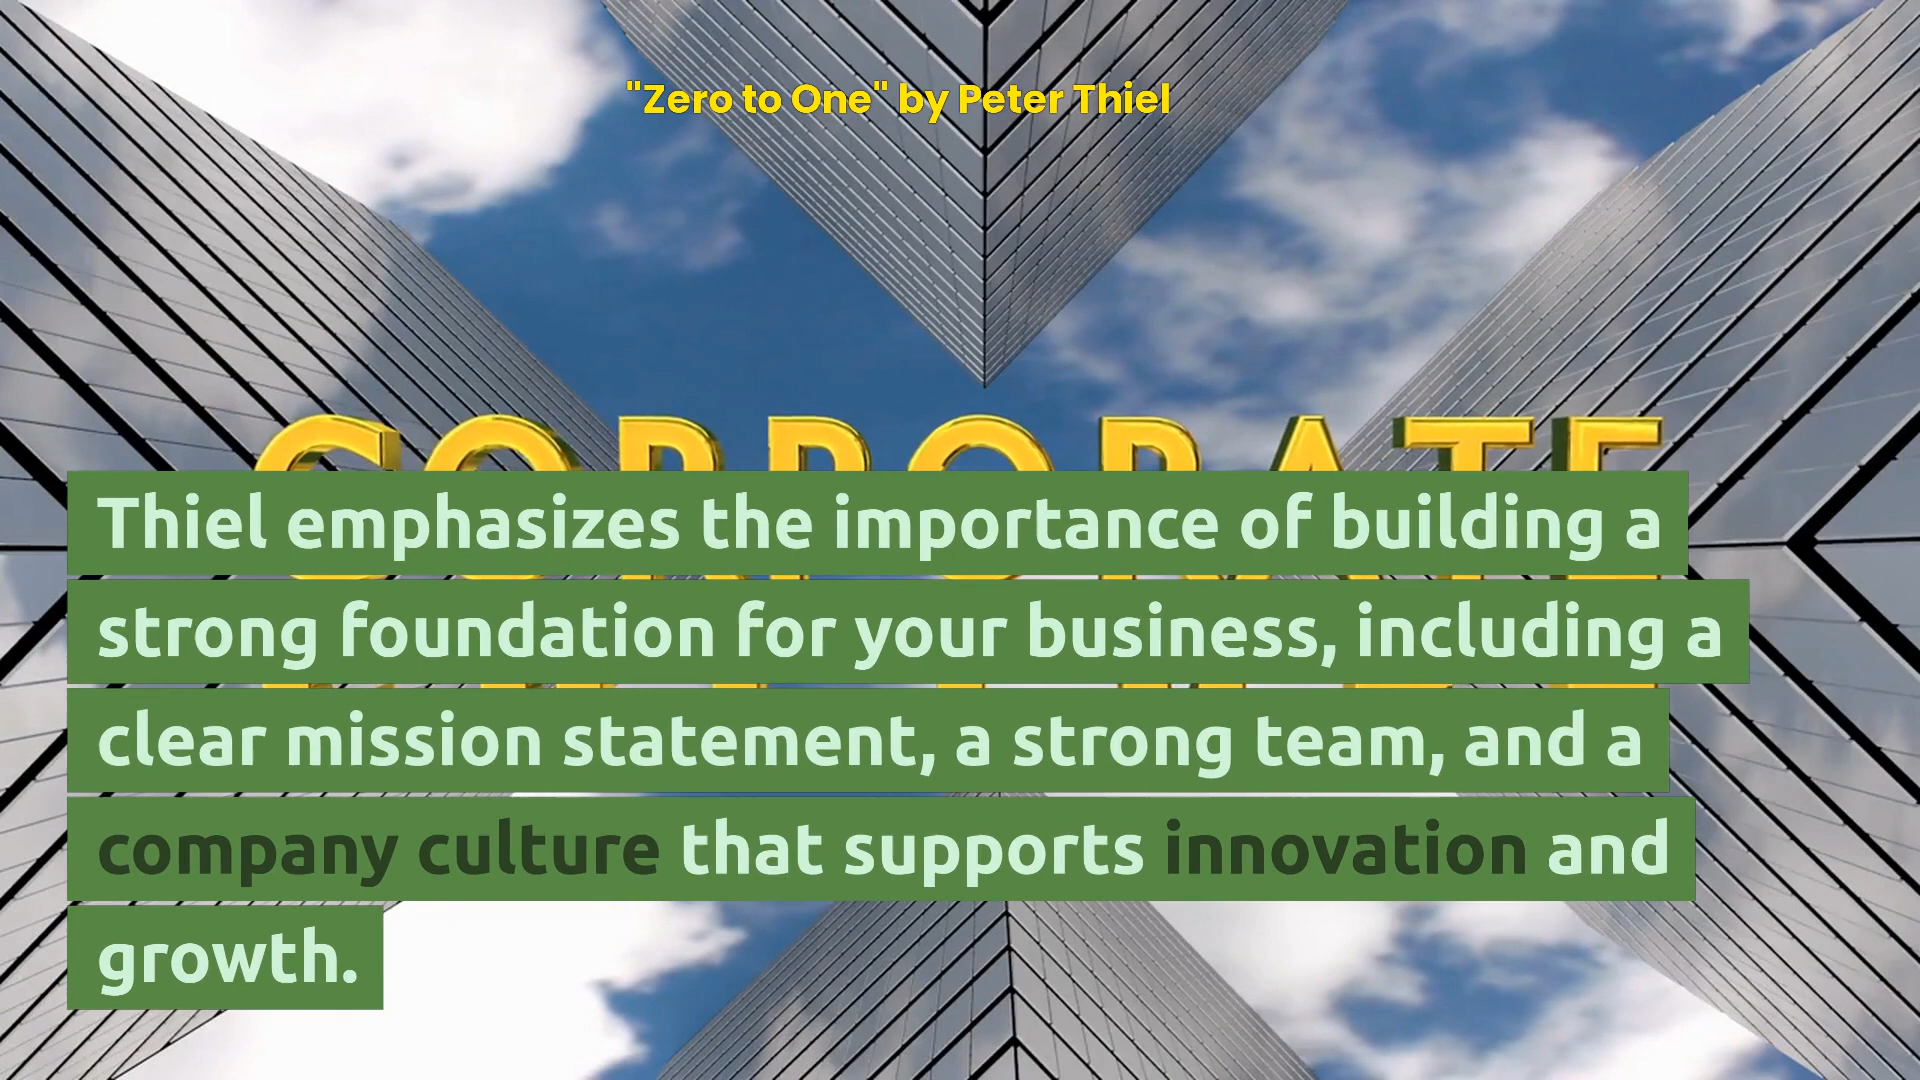 "Zero to One" by Peter Thiel
CORPORATE
Thiel emphasizes the importance of building a
strong foundation for your business, including a
clear mission statement, a strong team, and a
company culture that supports innovation and
growth.